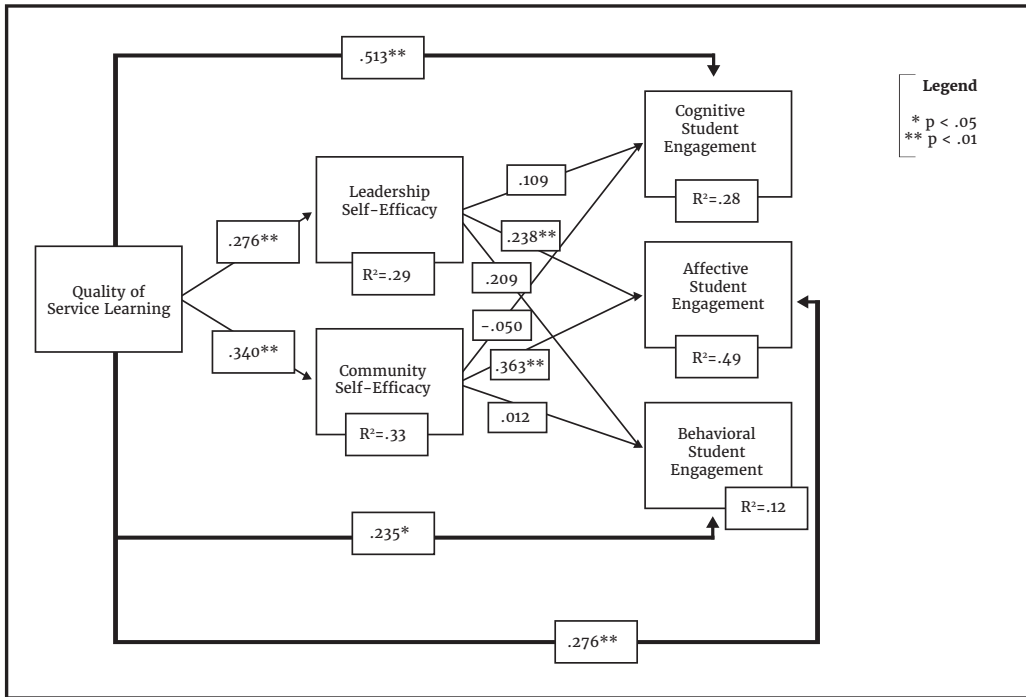 .513**
Legend
* p < .05
** p < .01
Cognitive
Student
Engagement
R²=.28
Leadership
Self-Efficacy
R²=.29
.109
.276**
.238**
.209
Quality of
Service Learning
Affective
Student
Engagement
R²=.49
-.050
.340**
.363**
Community
Self-Efficacy
R²=.33
.012
Behavioral
Student
Engagement
R²=.12
.235*
.276**